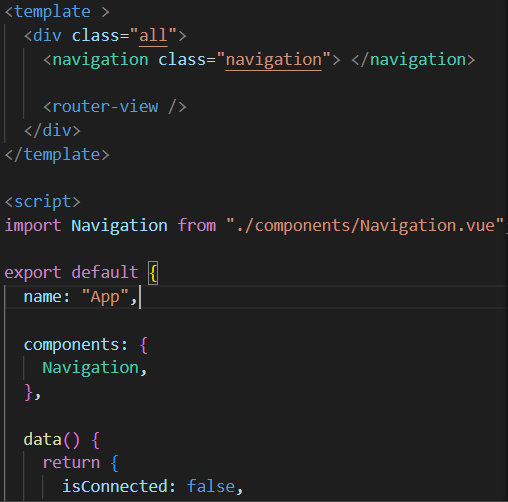 <template >
  <div class="all">
    <navigation class="navigation"> </navigation>

    <router-view />
  </div>
</template>

<script>
import Navigation from "./components/Navigation.vue"

export default {
  name: "App",

  components: {
    Navigation,
  },

  data() {
    return {
      isConnected: false,